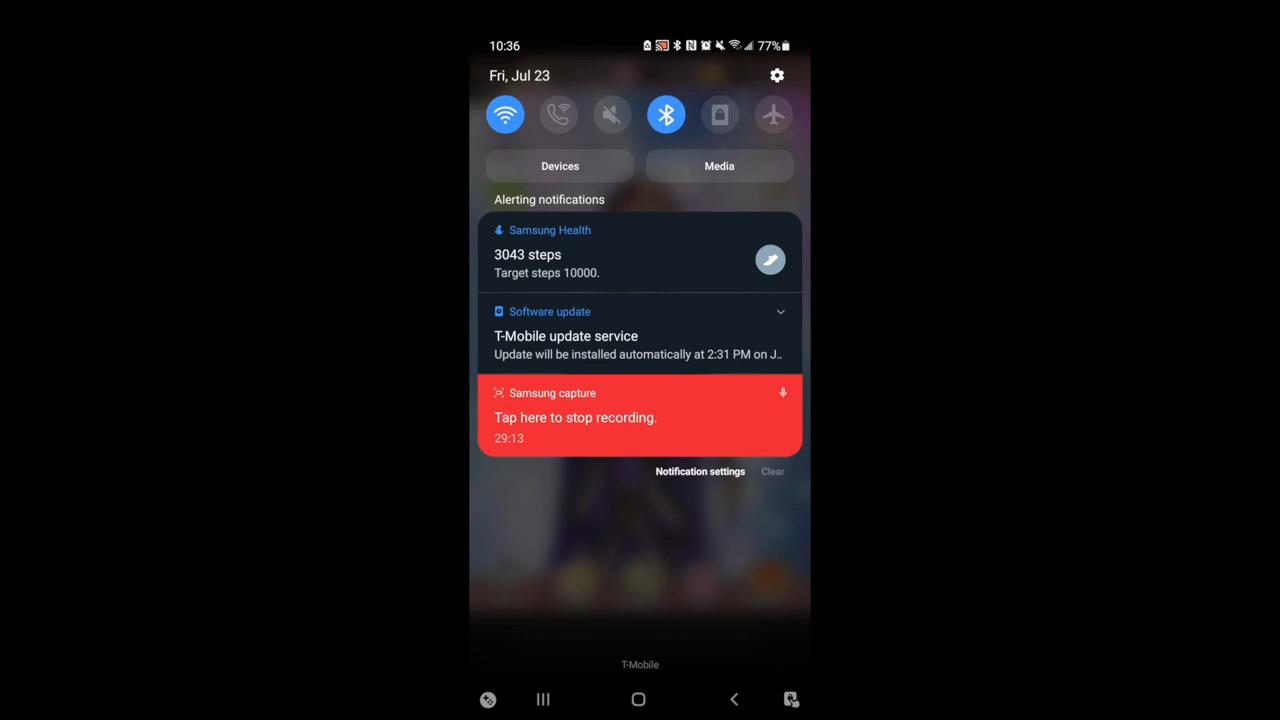 10:36
77%
Fri, Jul 23
Devices
Media
Alerting notifications
Samsung Health
3043 steps
Target steps 10000.
Software update
T-Mobile update service
Update will be installed automatically at 2:31 PM on J..
Samsung capture
Tap here to stop recording.
29:13
Notification settings
Clear
T-Mobile